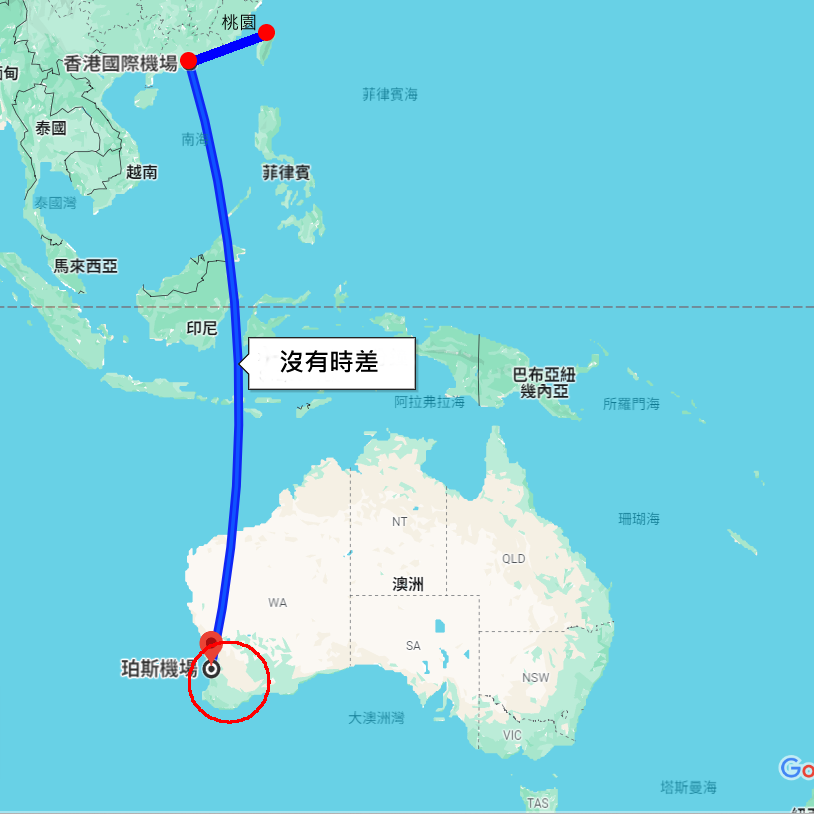 桃園
香港國際機場
緬甸
菲律賓海
泰國
南海
越南
菲律賓
泰國灣
馬來西亞
印尼
沒有時差
巴布亞紐
幾內亞
阿拉弗拉海
所羅門海
珊瑚海
NT
QLD
澳洲
WA
SA
珀斯機場
NSW
大澳洲灣
VIC
塔斯曼海
TAS